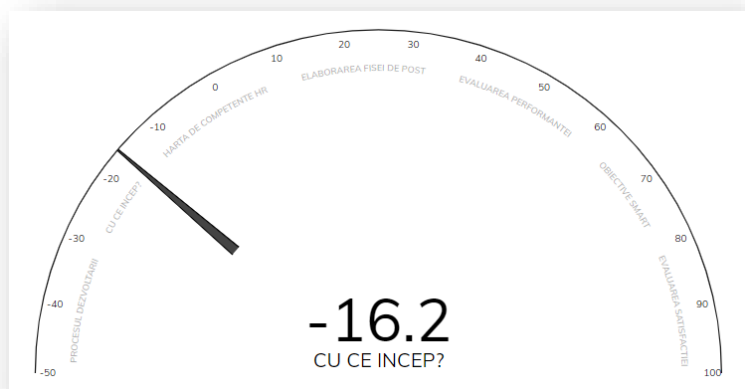 -50
-40
-30
-20
-10
0
10
20
30
40
50
60
70
80
90
100
PROCESUL DEZVOLTARII
CU CE INCEP?
HARTA DE COMPETENTE HR
ELABORAREA FISEI DE POST
EVALUAREA PERFORMANTEI
OBIECTIVE SMART
EVALUAREA SATISFACTIEI
-16.2
CU CE INCEP?